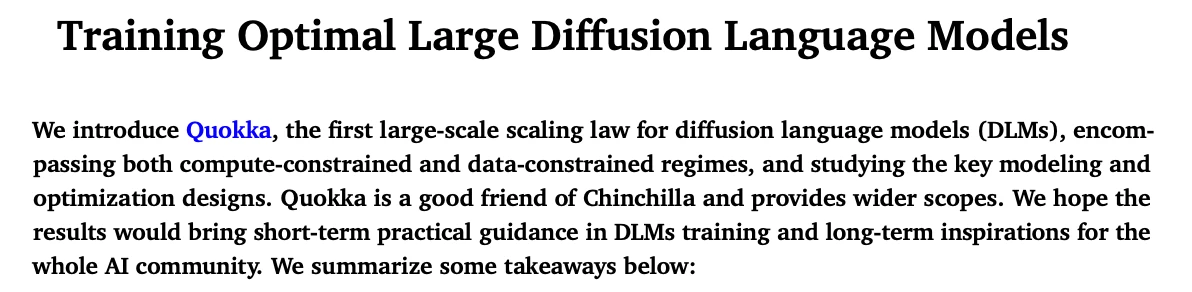 Training Optimal Large Diffusion Language Models
We introduce Quokka, the first large-scale scaling law for diffusion language models (DLMs), encom-
passing both compute-constrained and data-constrained regimes, and studying the key modeling and
optimization designs. Quokka is a good friend of Chinchilla and provides wider scopes. We hope the
results would bring short-term practical guidance in DLMs training and long-term inspirations for the
whole AI community. We summarize some takeaways below: